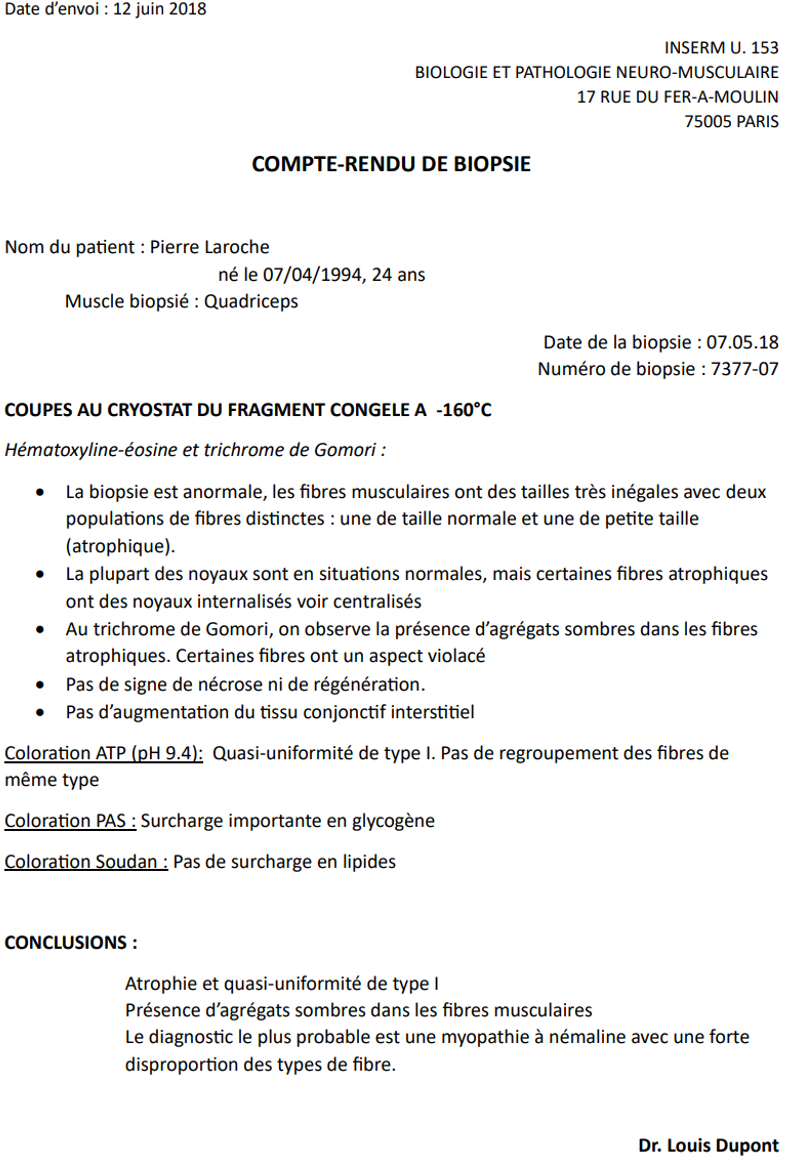 Date d’envoi : 12 juin 2018
INSERM U. 153
BIOLOGIE ET PATHOLOGIE NEURO-MUSCULAIRE
17 RUE DU FER-A-MOULIN
75005 PARIS
COMPTE-RENDU DE BIOPSIE
Nom du patient : Pierre Laroche
né le 07/04/1994, 24 ans
Muscle biopsié : Quadriceps
Date de la biopsie : 07.05.18
Numéro de biopsie : 7377-07
COUPES AU CRYOSTAT DU FRAGMENT CONGELE A -160°C
Hématoxyline-éosine et trichrome de Gomori :
• La biopsie est anormale, les fibres musculaires ont des tailles très inégales avec deux
populations de fibres distinctes : une de taille normale et une de petite taille
(atrophique).
• La plupart des noyaux sont en situations normales, mais certaines fibres atrophiques
ont des noyaux internalisés voir centralisés
• Au trichrome de Gomori, on observe la présence d’agrégats sombres dans les fibres
atrophiques. Certaines fibres ont un aspect violacé
• Pas de signe de nécrose ni de régénération.
• Pas d’augmentation du tissu conjonctif interstitiel
Coloration ATP (pH 9.4): Quasi-uniformité de type I. Pas de regroupement des fibres de
même type
Coloration PAS : Surcharge importante en glycogène
Coloration Soudan : Pas de surcharge en lipides
CONCLUSIONS :
Atrophie et quasi-uniformité de type I
Présence d’agrégats sombres dans les fibres musculaires
Le diagnostic le plus probable est une myopathie à némaline avec une forte
disproportion des types de fibre.
Dr. Louis Dupont